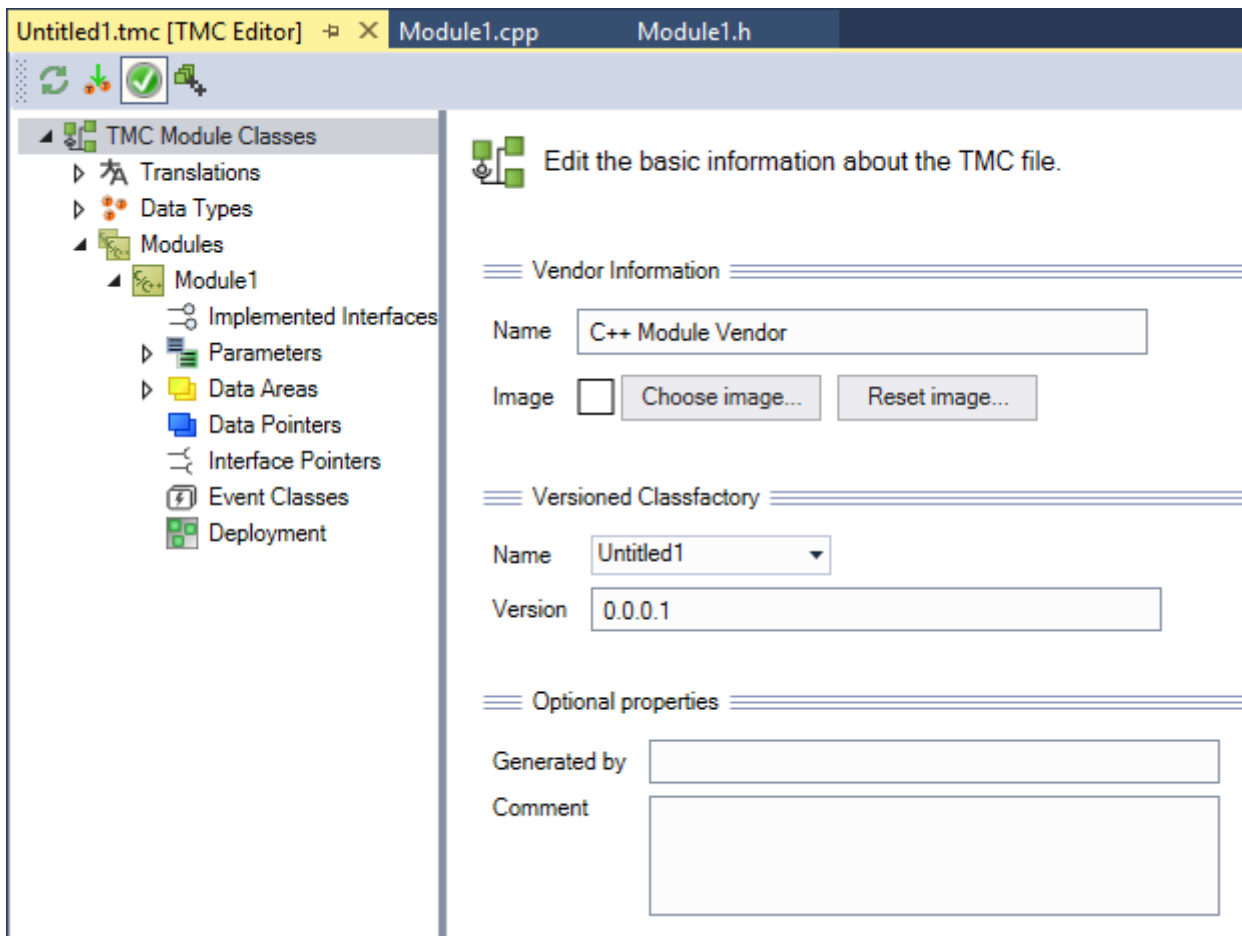 Untitled1.tmc [TMC Editor] Module1.cpp Module1.h
TMC Module Classes
Translations
Data Types
Modules
Module1
Implemented Interfaces
Parameters
Data Areas
Data Pointers
Interface Pointers
Event Classes
Deployment
Edit the basic information about the TMC file.
Vendor Information
Name C++ Module Vendor
Image Choose image... Reset image...
Versioned Classfactory
Name Untitled1
Version 0.0.0.1
Optional properties
Generated by
Comment